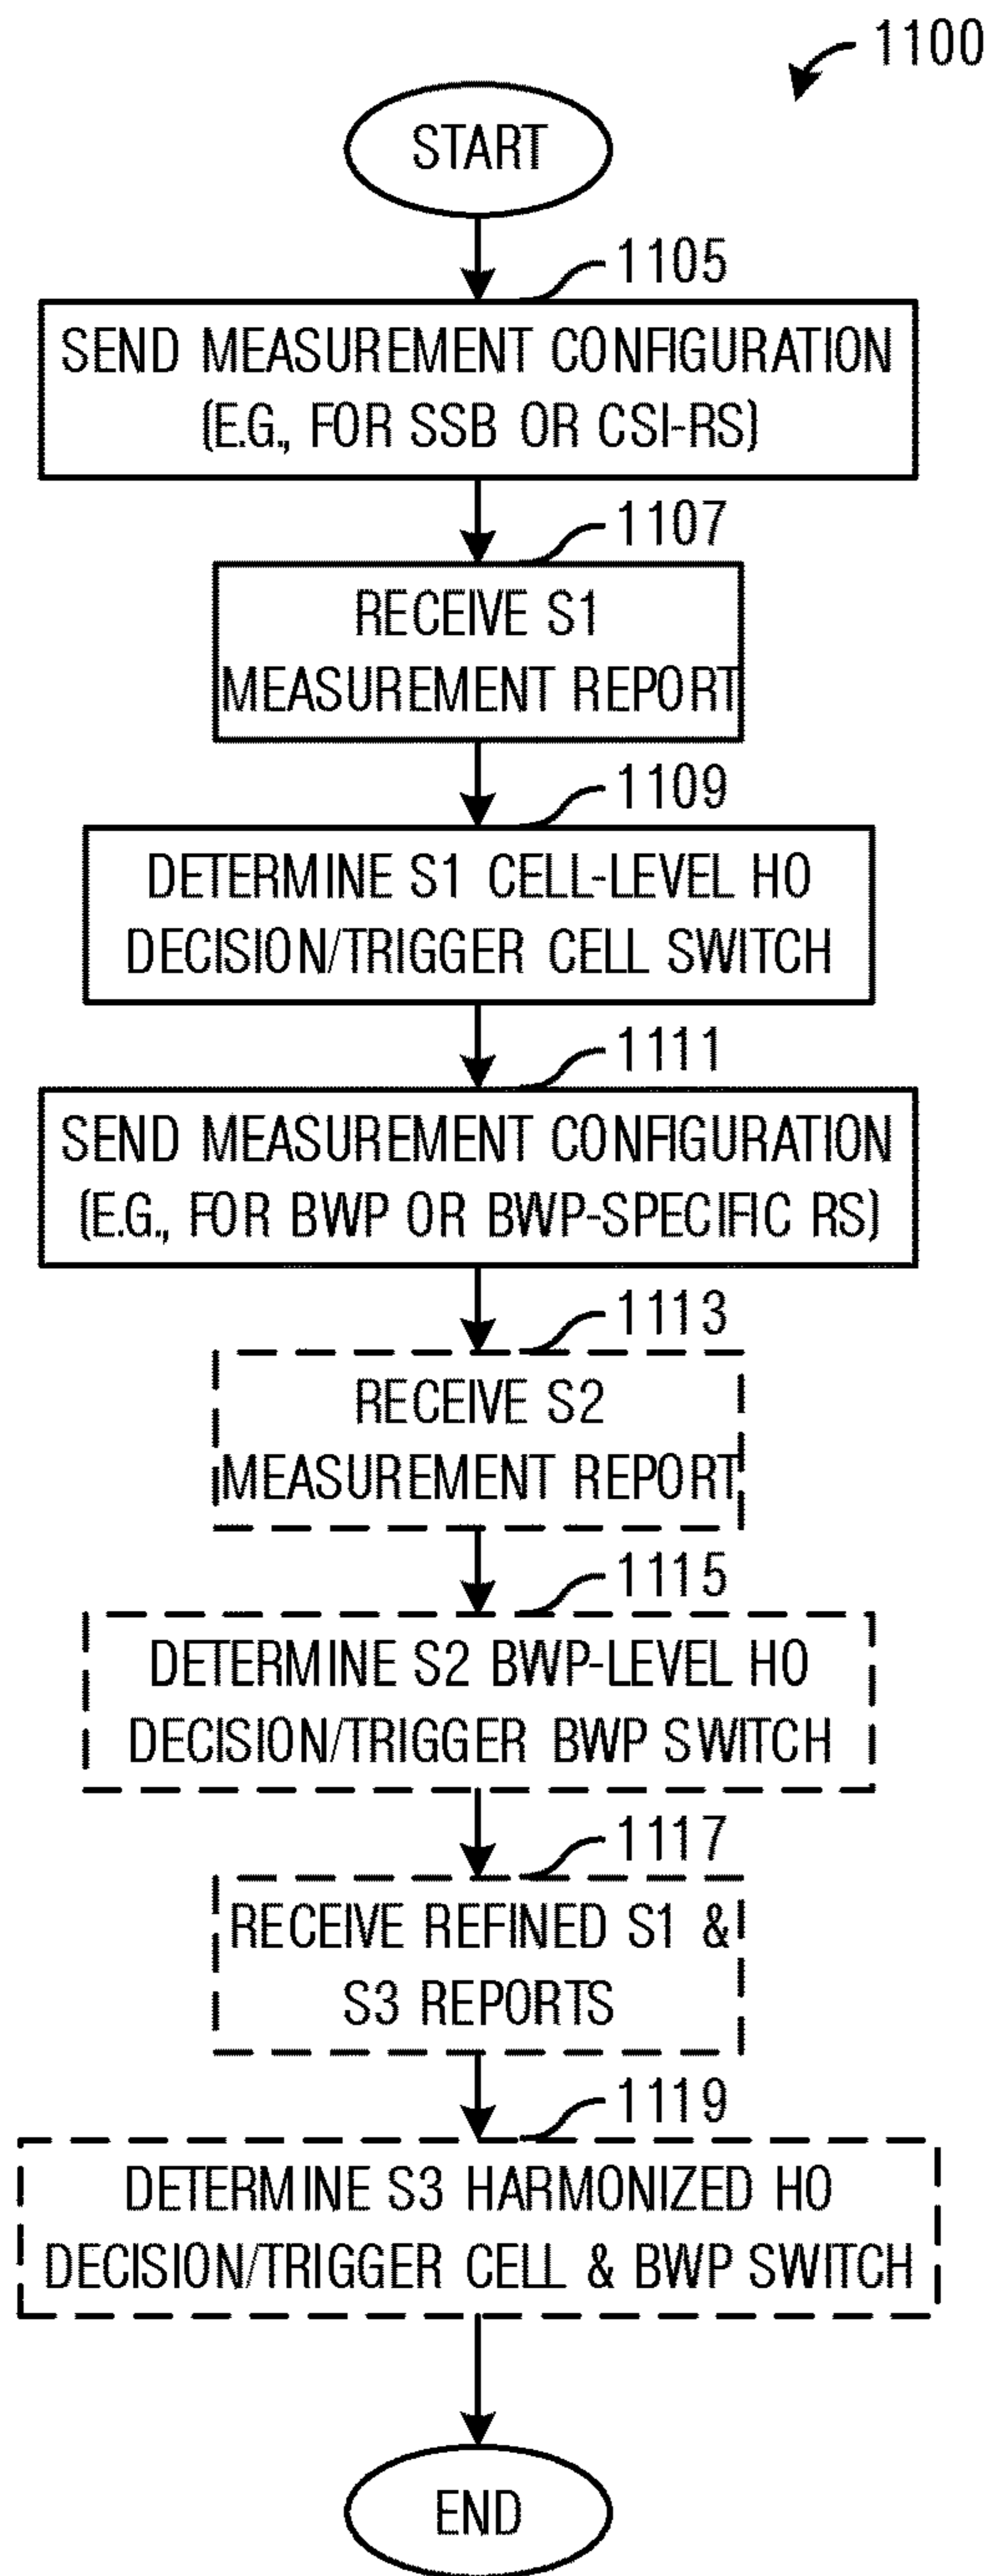 1100
START
1105
SEND MEASUREMENT CONFIGURATION
(E.G., FOR SSB OR CSI-RS)
1107
RECEIVE S1
MEASUREMENT REPORT
1109
DETERMINE S1 CELL-LEVEL HO
DECISION/TRIGGER CELL SWITCH
1111
SEND MEASUREMENT CONFIGURATION
(E.G., FOR BWP OR BWP-SPECIFIC RS)
1113
RECEIVE S2
MEASUREMENT REPORT
1115
DETERMINE S2 BWP-LEVEL HO
DECISION/TRIGGER BWP SWITCH
1117
RECEIVE REFINED S1 &
S3 REPORTS
1119
DETERMINE S3 HARMONIZED HO
DECISION/TRIGGER CELL & BWP SWITCH
END